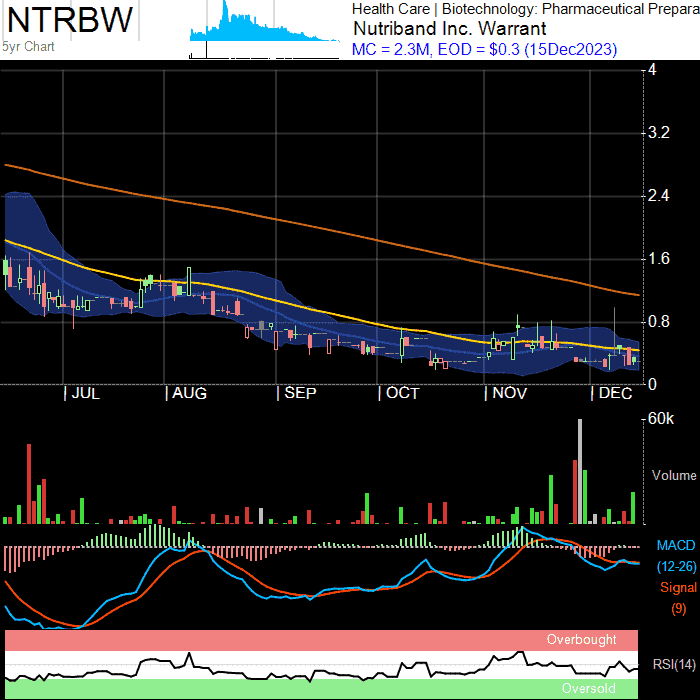 NTRBW
5yr Chart
Health Care | Biotechnology: Pharmaceutical Prepara
Nutriband Inc. Warrant
MC = 2.3M, EOD = $0.3 (15Dec2023)
4
3.2
2.4
1.6
0.8
0
| JUL
| AUG
| SEP
| OCT
| NOV
| DEC
60k
Volume
MACD
(12-26)
Signal
(9)
Overbought
RSI(14)
Oversold